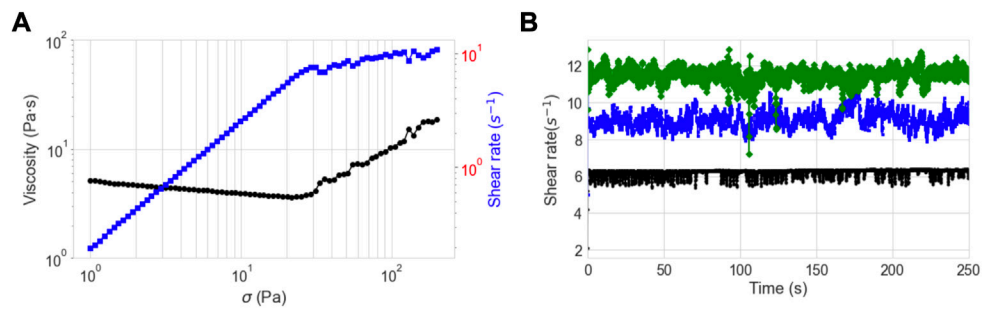 A
10²
10¹
10⁰
Viscosity (Pa·s)
10⁰
10¹
10²
σ (Pa)
10¹
10⁰
Shear rate (s⁻¹)
B
12
10
8
6
4
2
Shear rate(s⁻¹)
0
50
100
150
200
250
Time (s)